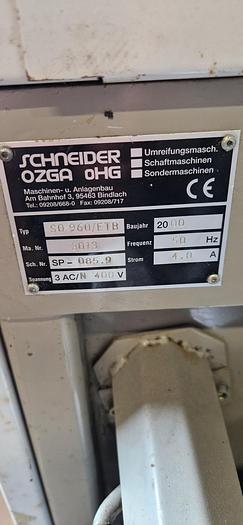 SCHNEIDER
OZGA OHG
Umreifungsmasch.
Schaftmaschinen
Sondermaschinen
Maschinen- u. Anlagenbau
Am Bahnhof 3, 95463 Bindlach
Tel.: 09208/668-0 Fax: 09208/717
CE
Typ SO 960/ETB Baujahr 2000
Ma. Nr. 3013 Frequenz 50 Hz
Sch. Nr. SP - 085.9 Strom 4.0 A
Spannung 3 AC/N 400 V